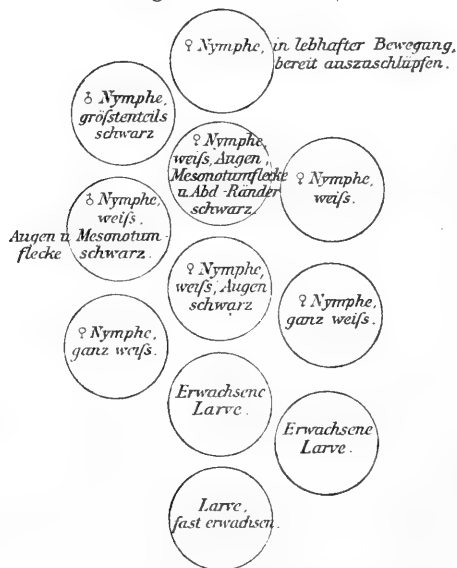 ♀ Nymphe, in lebhafter Bewegung,
bereit auszuschlüpfen.
♂ Nymphe,
größtenteils
schwarz
♀ Nymphe,
weiſs, Augen,
Mesonotumflecke
u. Abd-Ränder
schwarz.
♀ Nymphe,
weiſs.
♂ Nymphe,
weiſs.
Augen u. Mesonotum-
flecke schwarz.
♀ Nymphe,
weiſs, Augen
schwarz
♀ Nymphe,
ganz weiſs.
♀ Nymphe,
ganz weiſs.
Erwachsene
Larve.
Erwachsene
Larve.
Larve,
fast erwachsen.